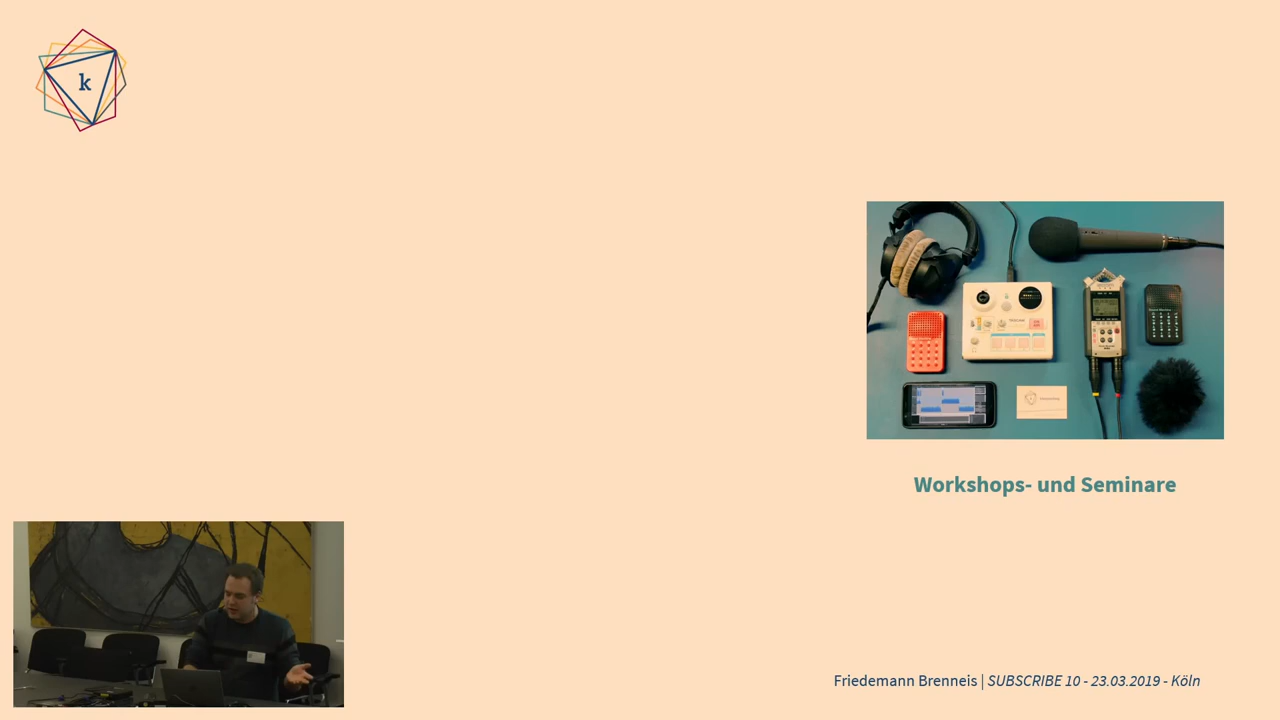 k
Workshops- und Seminare
Friedemann Brenneis | SUBSCRIBE 10 - 23.03.2019 - Köln